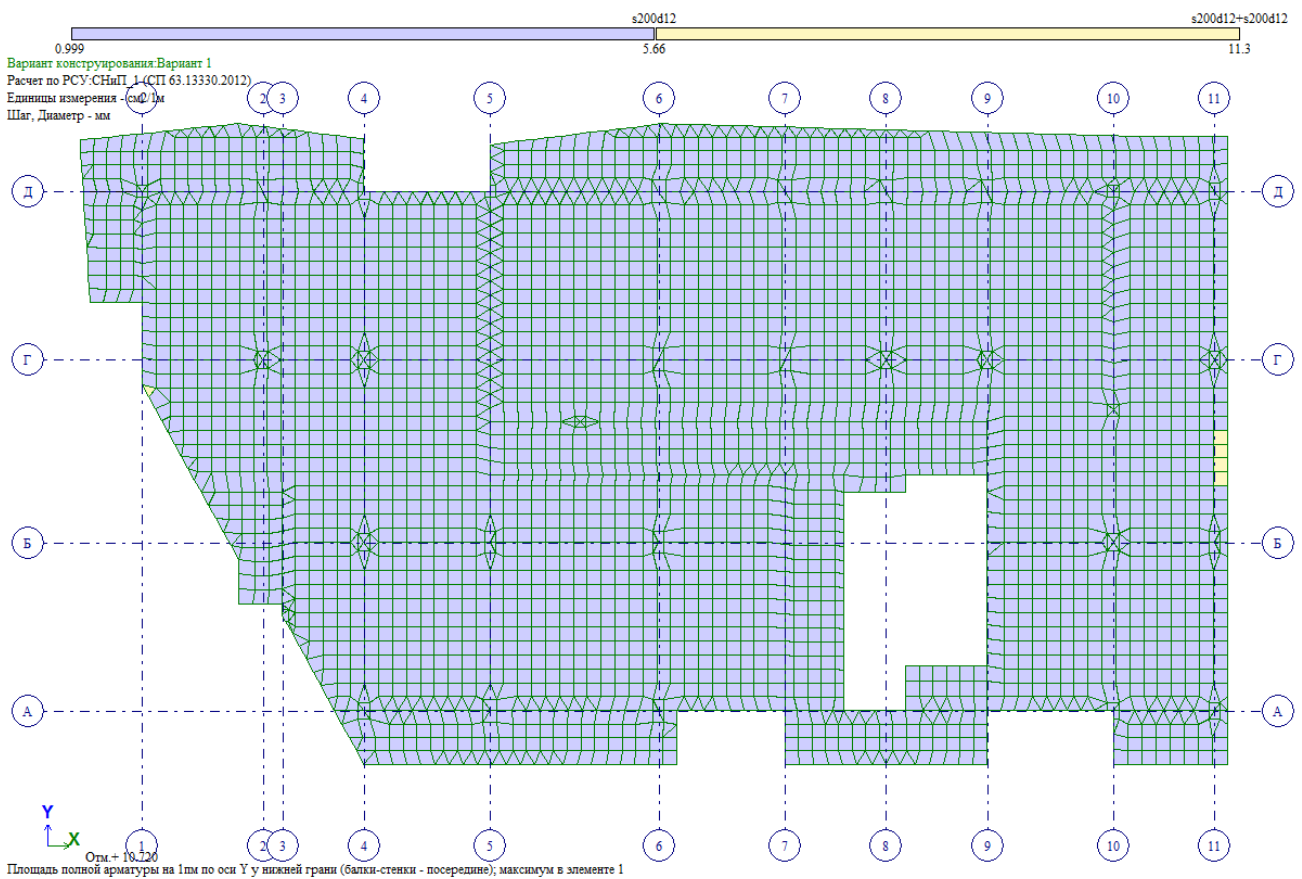 s200d12 s200d12+s200d12
0.999 5.66 11.3
Вариант конструирования:Вариант 1
Расчет по РСУ:СНиП_1 (СП 63.13330.2012)
Единицы измерения - см2/1м
Шаг, Диаметр - мм
1 2 3 4 5 6 7 8 9 10 11
Д Д
Г Г
Б Б
А А
Y
X
1 2 3 4 5 6 7 8 9 10 11
Отм.+ 10.720
Площадь полной арматуры на 1пм по оси Y у нижней грани (балки-стенки - посередине); максимум в элементе 1